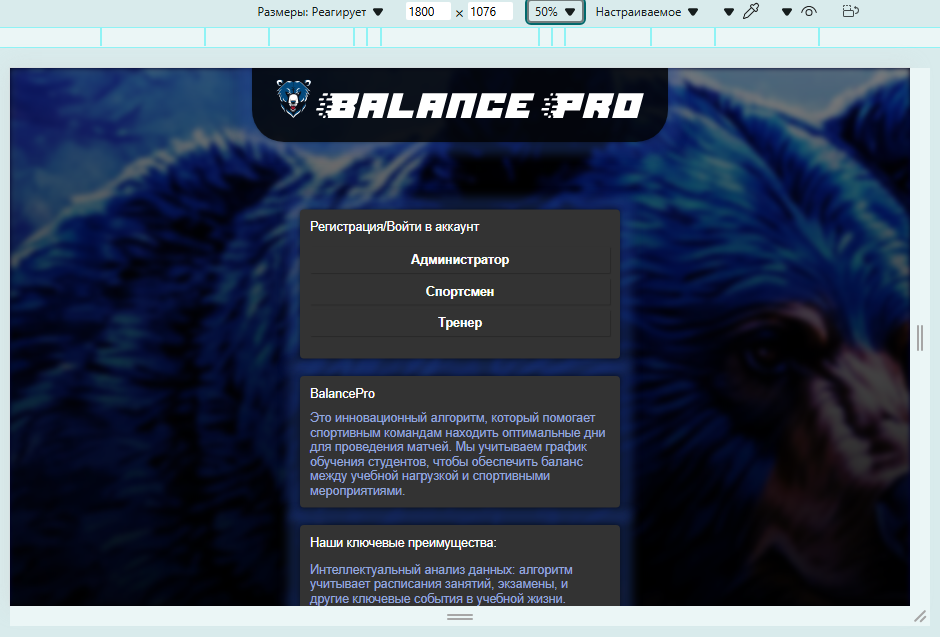 Размеры: Реагирует 1800 × 1076 50% Настраиваемое
BALANCE PRO
Регистрация/Войти в аккаунт
Администратор
Спортсмен
Тренер
BalancePro
Это инновационный алгоритм, который помогает
спортивным командам находить оптимальные дни
для проведения матчей. Мы учитываем график
обучения студентов, чтобы обеспечить баланс
между учебной нагрузкой и спортивными
мероприятиями.
Наши ключевые преимущества:
Интеллектуальный анализ данных: алгоритм
учитывает расписания занятий, экзамены, и
другие ключевые события в учебной жизни.